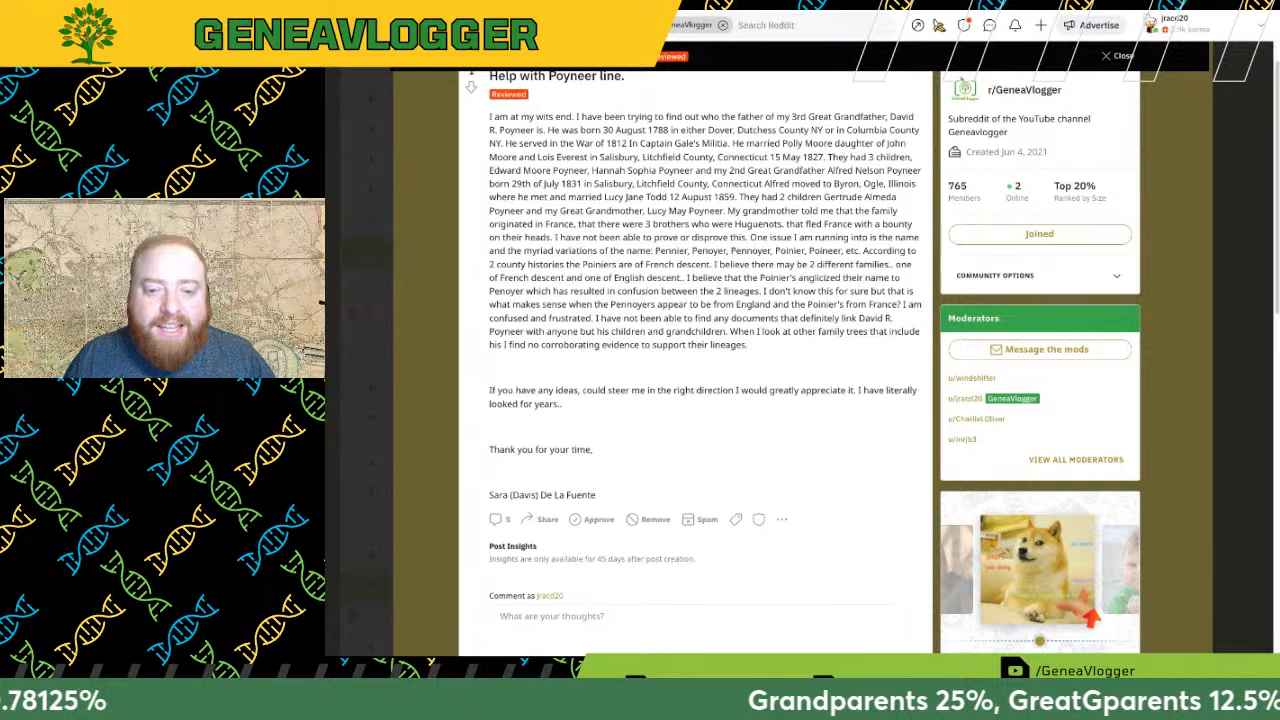 GENEAVLOGGER
Search Reddit
Advertise
jracd20
karma
Close
Help with Poyneer line.
Reviewed
I am at my wits end. I have been trying to find out who the father of my 3rd Great Grandfather, David
R. Poyneer is. He was born 30 August 1788 in either Dover, Dutchess County NY or in Columbia County
NY. He served in the War of 1812 In Captain Gale's Militia. He married Polly Moore daughter of John
Moore and Lois Everest in Salisbury, Litchfield County, Connecticut 15 May 1827. They had 3 children,
Edward Moore Poyneer, Hannah Sophia Poyneer and my 2nd Great Grandfather Alfred Nelson Poyneer
born 29th of July 1831 in Salisbury, Litchfield County, Connecticut Alfred moved to Byron, Ogle, Illinois
where he met and married Lucy Jane Todd 12 August 1859. They had 2 children Gertrude Almeda
Poyneer and my Great Grandmother, Lucy May Poyneer. My grandmother told me that the family
originated in France, that there were 3 brothers who were Huguenots, that fled France with a bounty
on their heads. I have not been able to prove or disprove this. One issue I am running into is the name
and the myriad variations of the name: Pennier, Penoyer, Pennoyer, Poinier, Poineer, etc. According to
2 county histories the Poiniers are of French descent. I believe there may be 2 different families.. one
of French descent and one of English descent. I believe that the Poinier's anglicized their name to
Penoyer which has resulted in confusion between the 2 lineages. I don't know this for sure but that is
what makes sense when the Pennoyers appear to be from England and the Poinier's from France? I am
confused and frustrated. I have not been able to find any documents that definitely link David R.
Poyneer with anyone but his children and grandchildren. When I look at other family trees that include
his I find no corroborating evidence to support their lineages.
If you have any ideas, could steer me in the right direction I would greatly appreciate it. I have literally
looked for years..
Thank you for your time,
Sara (Davis) De La Fuente
5 Share Approve Remove Spam
Post Insights
Insights are only available for 45 days after post creation.
Comment as jracd20
What are your thoughts?
r/GeneaVlogger
Subreddit of the YouTube channel
Geneavlogger
Created Jun 4, 2021
765 2 Top 20%
Members Online Ranked by Size
Joined
COMMUNITY OPTIONS
Moderators
Message the mods
u/windshifter
u/jracd20 GeneaVlogger
u/CharlieLOliver
u/mrjb3
VIEW ALL MODERATORS
/GeneaVlogger
.78125% Grandparents 25%, GreatGparents 12.5%